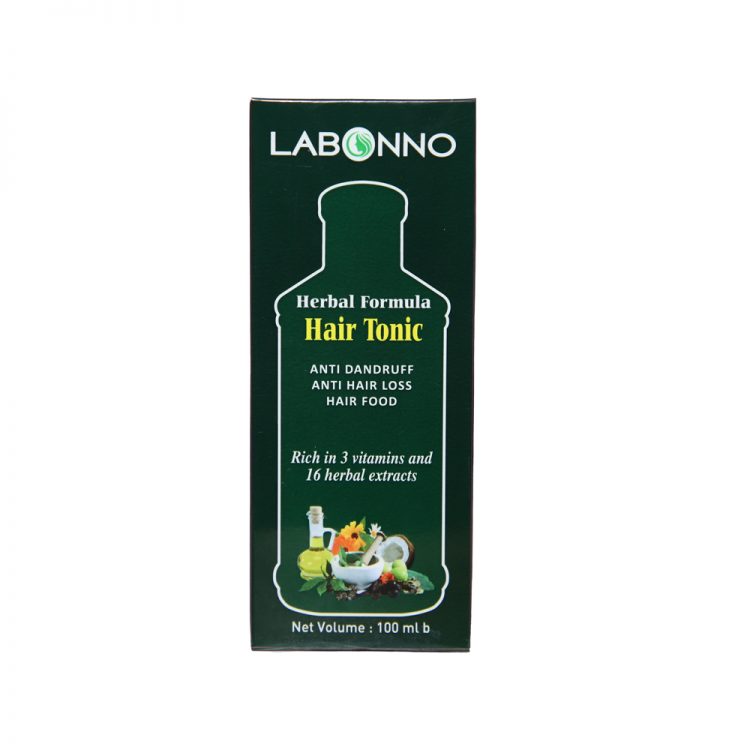 LABONNO
Herbal Formula
Hair Tonic
ANTI DANDRUFF
ANTI HAIR LOSS
HAIR FOOD
Rich in 3 vitamins and
16 herbal extracts
Net Volume : 100 ml b